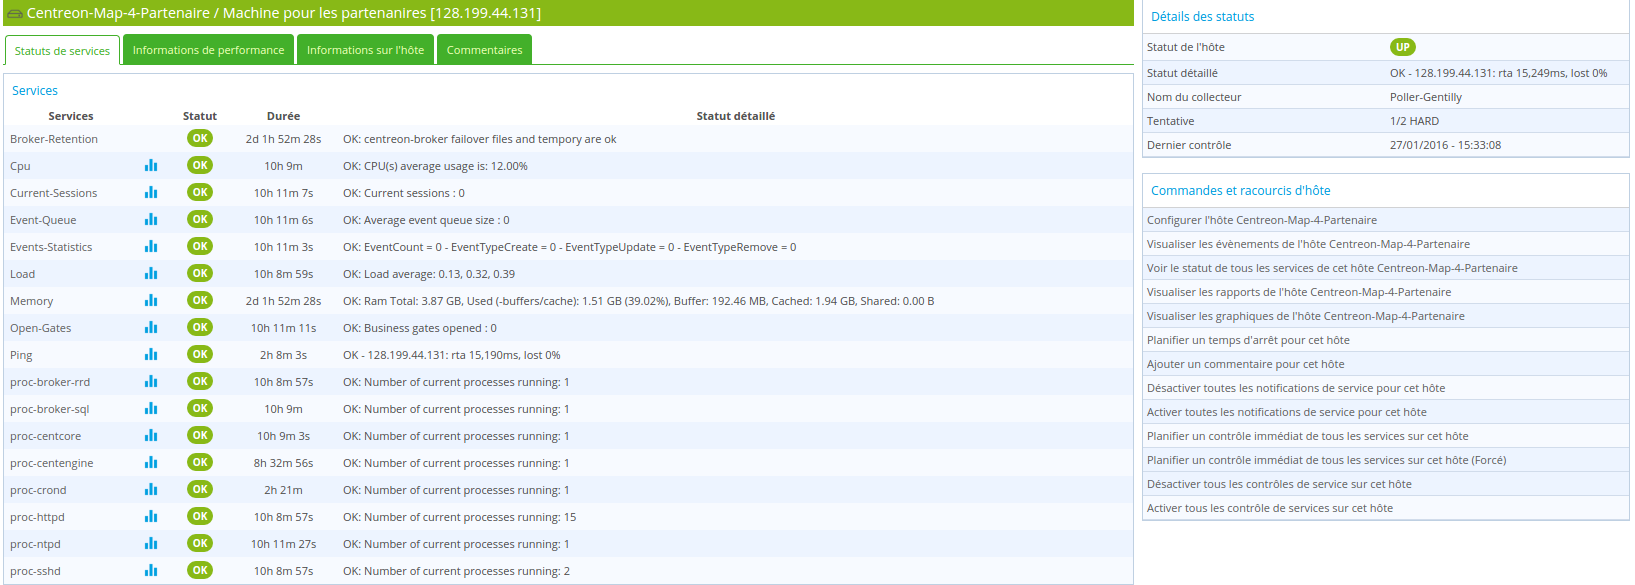 Centreon-Map-4-Partenaire / Machine pour les partenanires [128.199.44.131]
Statuts de services Informations de performance Informations sur l'hôte Commentaires
Services
Services Statut Durée Statut détaillé
Broker-Retention OK 2d 1h 52m 28s OK: centreon-broker failover files and tempory are ok
Cpu OK 10h 9m OK: CPU(s) average usage is: 12.00%
Current-Sessions OK 10h 11m 7s OK: Current sessions : 0
Event-Queue OK 10h 11m 6s OK: Average event queue size : 0
Events-Statistics OK 10h 11m 3s OK: EventCount = 0 - EventTypeCreate = 0 - EventTypeUpdate = 0 - EventTypeRemove = 0
Load OK 10h 8m 59s OK: Load average: 0.13, 0.32, 0.39
Memory OK 2d 1h 52m 28s OK: Ram Total: 3.87 GB, Used (-buffers/cache): 1.51 GB (39.02%), Buffer: 192.46 MB, Cached: 1.94 GB, Shared: 0.00 B
Open-Gates OK 10h 11m 11s OK: Business gates opened : 0
Ping OK 2h 8m 3s OK - 128.199.44.131: rta 15,190ms, lost 0%
proc-broker-rrd OK 10h 8m 57s OK: Number of current processes running: 1
proc-broker-sql OK 10h 9m OK: Number of current processes running: 1
proc-centcore OK 10h 9m 3s OK: Number of current processes running: 1
proc-centengine OK 8h 32m 56s OK: Number of current processes running: 1
proc-crond OK 2h 21m OK: Number of current processes running: 1
proc-httpd OK 10h 8m 57s OK: Number of current processes running: 15
proc-ntpd OK 10h 11m 27s OK: Number of current processes running: 1
proc-sshd OK 10h 8m 57s OK: Number of current processes running: 2
Détails des statuts
Statut de l'hôte UP
Statut détaillé OK - 128.199.44.131: rta 15,249ms, lost 0%
Nom du collecteur Poller-Gentilly
Tentative 1/2 HARD
Dernier contrôle 27/01/2016 - 15:33:08
Commandes et racourcis d'hôte
Configurer l'hôte Centreon-Map-4-Partenaire
Visualiser les évènements de l'hôte Centreon-Map-4-Partenaire
Voir le statut de tous les services de cet hôte Centreon-Map-4-Partenaire
Visualiser les rapports de l'hôte Centreon-Map-4-Partenaire
Visualiser les graphiques de l'hôte Centreon-Map-4-Partenaire
Planifier un temps d'arrêt pour cet hôte
Ajouter un commentaire pour cet hôte
Désactiver toutes les notifications de service pour cet hôte
Activer toutes les notifications de service pour cet hôte
Planifier un contrôle immédiat de tous les services sur cet hôte
Planifier un contrôle immédiat de tous les services sur cet hôte (Forcé)
Désactiver tous les contrôles de service sur cet hôte
Activer tous les contrôle de services sur cet hôte